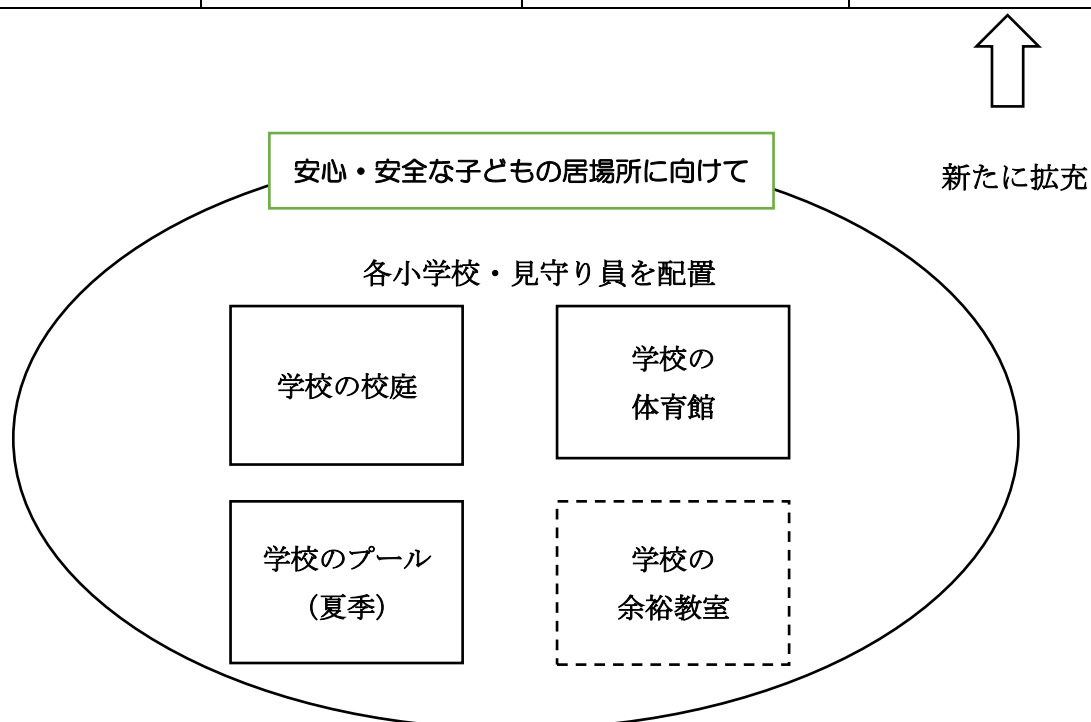 安心・安全な子どもの居場所に向けて
新たに拡充
各小学校・見守り員を配置
学校の校庭
学校の
体育館
学校のプール
（夏季）
学校の
余裕教室